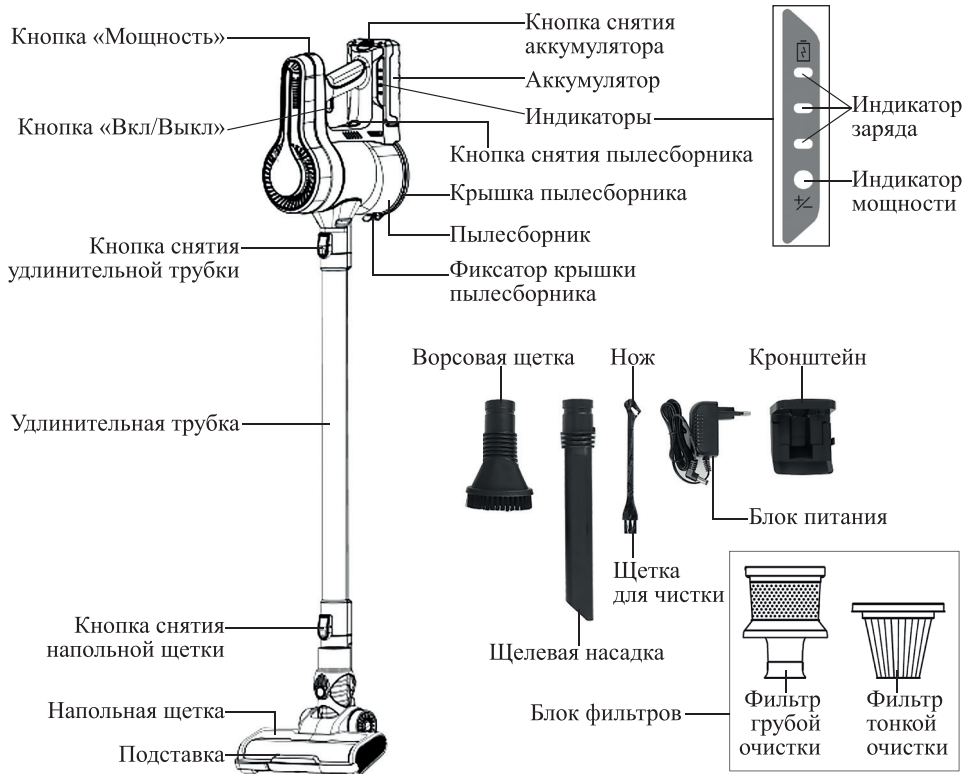 Кнопка «Мощность»
Кнопка «Вкл/Выкл»
Кнопка снятия
удлинительной трубки
Удлинительная трубка
Кнопка снятия
напольной щетки
Напольная щетка
Подставка
Кнопка снятия
аккумулятора
Аккумулятор
Индикаторы
Кнопка снятия пылесборника
Крышка пылесборника
Пылесборник
Фиксатор крышки
пылесборника
Индикатор
заряда
Индикатор
мощности
+/−
Ворсовая щетка
Нож
Кронштейн
Блок питания
Щетка
для чистки
Щелевая насадка
Блок фильтров
Фильтр
грубой
очистки
Фильтр
тонкой
очистки